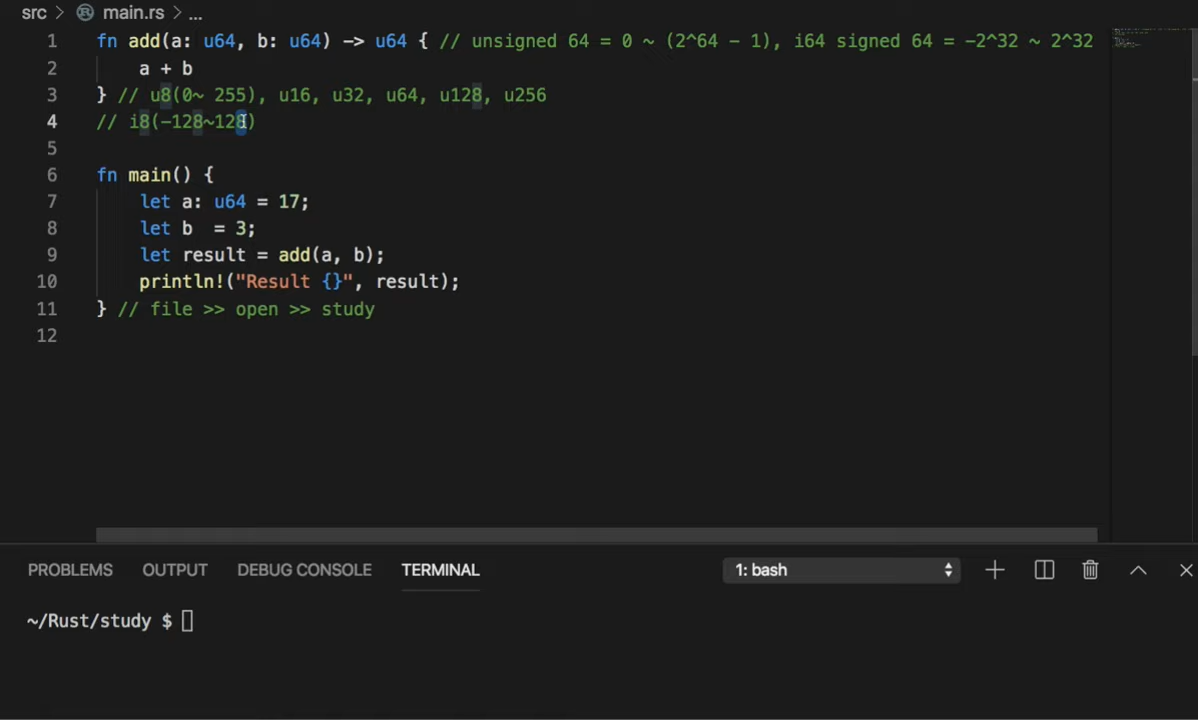 src > main.rs > ...
1 fn add(a: u64, b: u64) -> u64 { // unsigned 64 = 0 ~ (2^64 - 1), i64 signed 64 = -2^32 ~ 2^32
2 a + b
3 } // u8(0~ 255), u16, u32, u64, u128, u256
4 // i8(-128~128)
5
6 fn main() {
7 let a: u64 = 17;
8 let b  = 3;
9 let result = add(a, b);
10 println!("Result {}", result);
11 } // file >> open >> study
12
PROBLEMS OUTPUT DEBUG CONSOLE TERMINAL 1: bash
~/Rust/study $